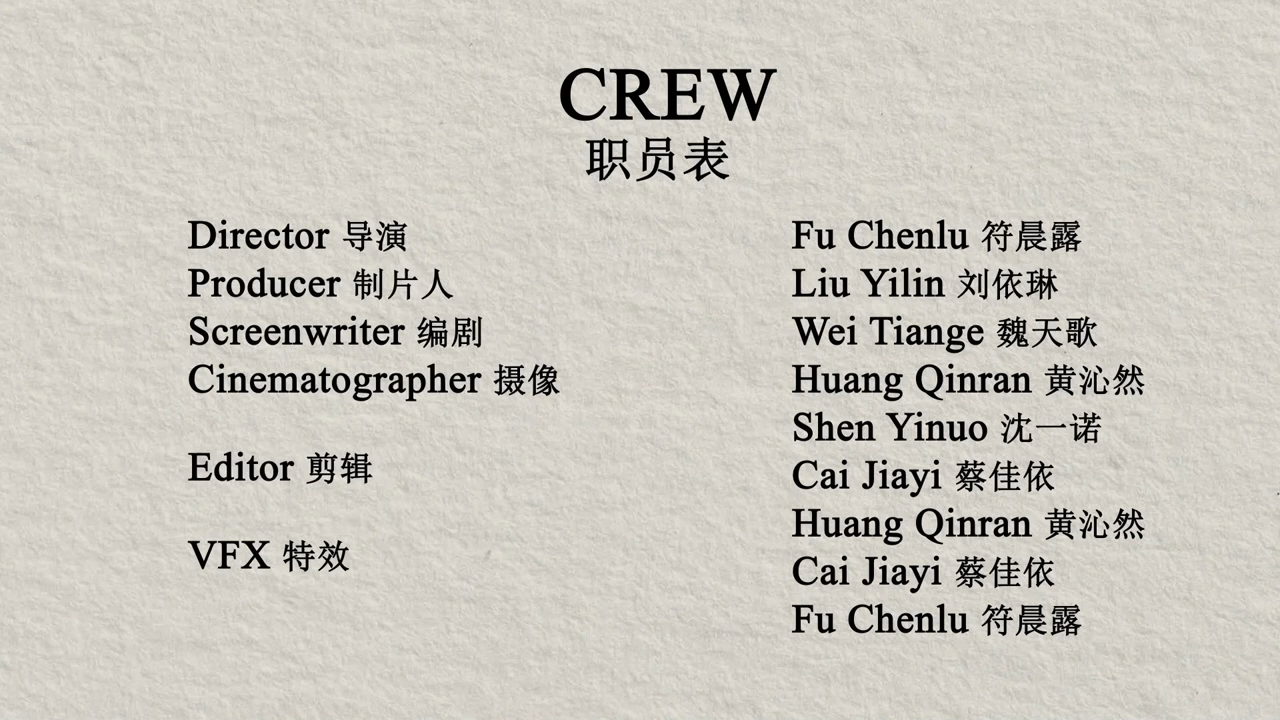 CREW
职员表
Director 导演
Fu Chenlu 符晨露
Producer 制片人
Liu Yilin 刘依琳
Screenwriter 编剧
Wei Tiange 魏天歌
Cinematographer 摄像
Huang Qinran 黄沁然
Shen Yinuo 沈一诺
Editor 剪辑
Cai Jiayi 蔡佳依
Huang Qinran 黄沁然
VFX 特效
Cai Jiayi 蔡佳依
Fu Chenlu 符晨露